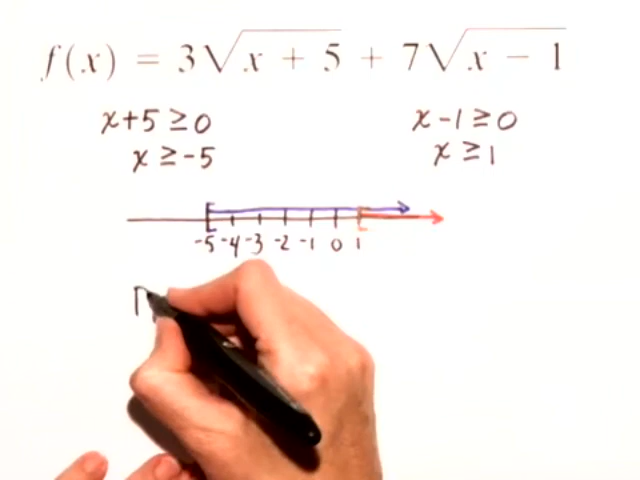 f(x) = 3√x + 5 + 7√x − 1
x+5 ≥ 0 x-1 ≥ 0
x ≥ -5 x ≥ 1
-5 -4 -3 -2 -1 0 1